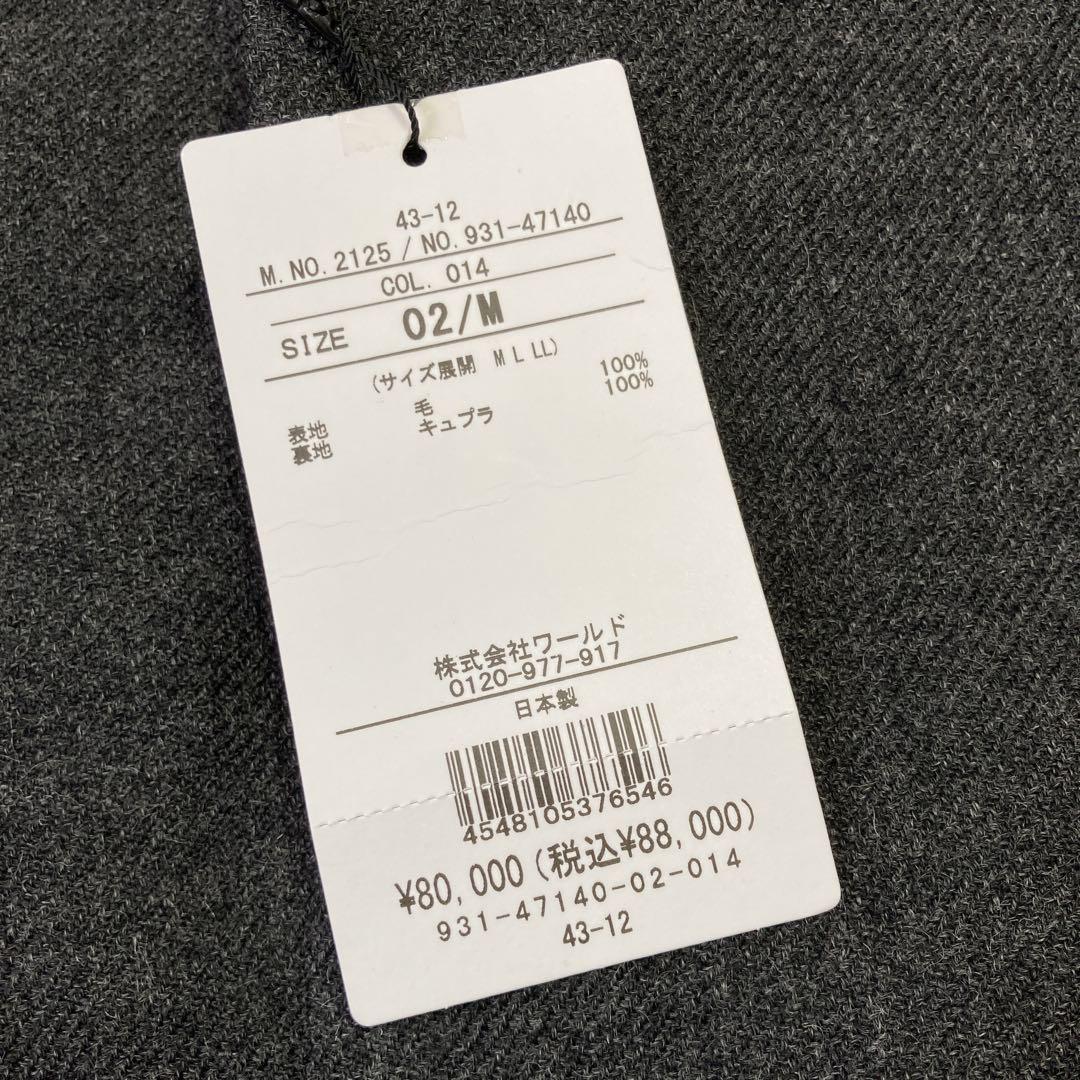 43-12
M.NO.2125 / NO.931-47140
COL. 014
SIZE 02/M
(サイズ展開 M L LL)
表地 毛 100%
裏地 キュプラ 100%
株式会社ワールド
0120-977-917
日本製
4548105376546
¥80,000(税込¥88,000)
931-47140-02-014
43-12